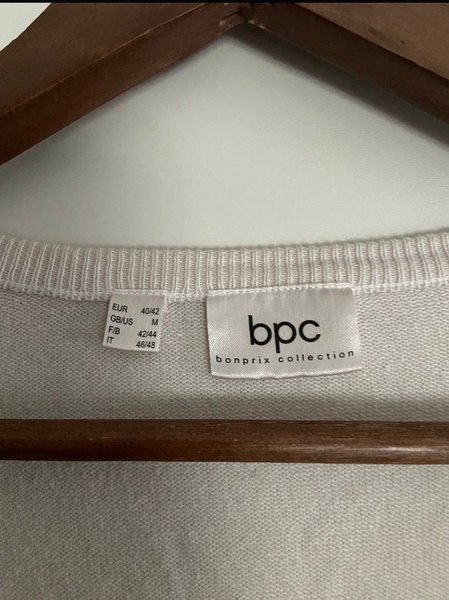 EUR 40/42
GB/US M
F/B 42/44
IT 46/48
bpc
bonprix collection